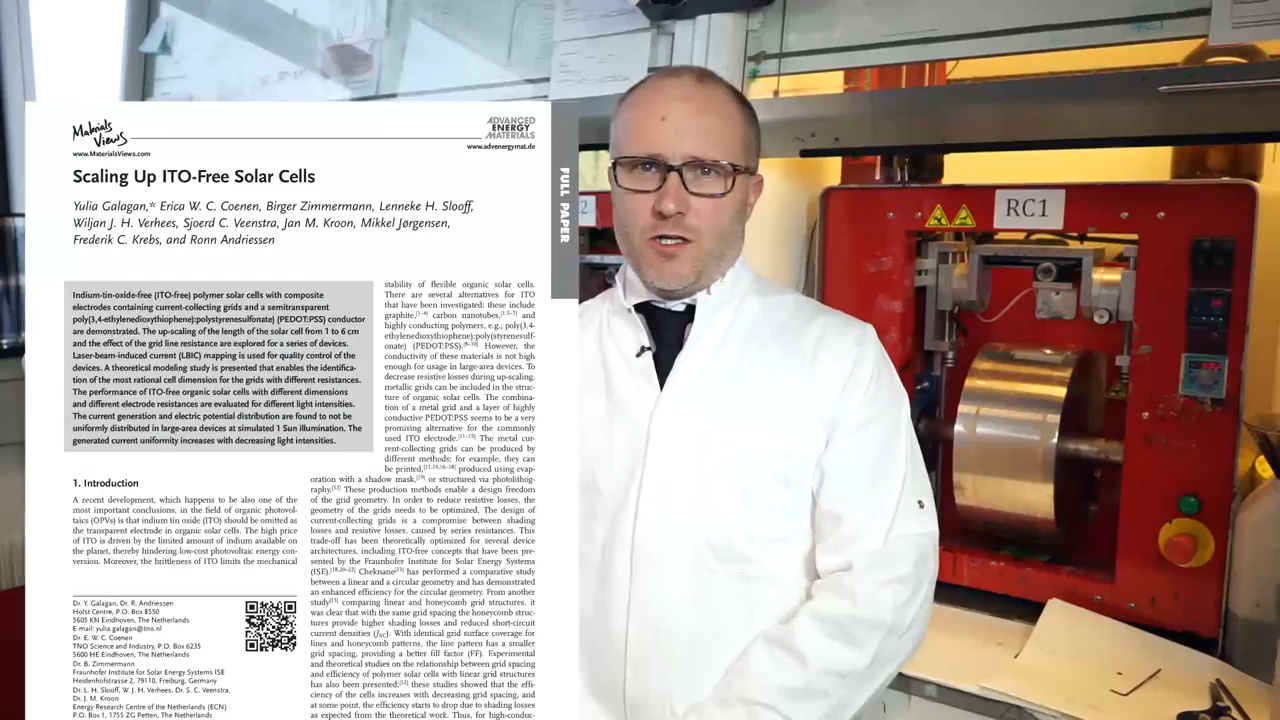 Materials
Views
www.MaterialsViews.com
ADVANCED
ENERGY
MATERIALS
www.advenergymat.de
Scaling Up ITO-Free Solar Cells
Yulia Galagan,* Erica W. C. Coenen, Birger Zimmermann, Lenneke H. Slooff,
Wiljan J. H. Verhees, Sjoerd C. Veenstra, Jan M. Kroon, Mikkel Jørgensen,
Frederik C. Krebs, and Ronn Andriessen
FULL PAPER
Indium-tin-oxide-free (ITO-free) polymer solar cells with composite
electrodes containing current-collecting grids and a semitransparent
poly(3,4-ethylenedioxythiophene):polystyrenesulfonate) (PEDOT:PSS) conductor
are demonstrated. The up-scaling of the length of the solar cell from 1 to 6 cm
and the effect of the grid line resistance are explored for a series of devices.
Laser-beam-induced current (LBIC) mapping is used for quality control of the
devices. A theoretical modeling study is presented that enables the identifica-
tion of the most rational cell dimension for the grids with different resistances.
The performance of ITO-free organic solar cells with different dimensions
and different electrode resistances are evaluated for different light intensities.
The current generation and electric potential distribution are found to not be
uniformly distributed in large-area devices at simulated 1 Sun illumination. The
generated current uniformity increases with decreasing light intensities.
1. Introduction
A recent development, which happens to be also one of the
most important conclusions, in the field of organic photovol-
taics (OPVs) is that indium tin oxide (ITO) should be omitted as
the transparent electrode in organic solar cells. The high price
of ITO is driven by the limited amount of indium available on
the planet, thereby hindering low-cost photovoltaic energy con-
version. Moreover, the brittleness of ITO limits the mechanical
Dr. Y. Galagan, Dr. R. Andriessen
Holst Centre, P.O. Box 8550
5605 KN Eindhoven, The Netherlands
E-mail: yulia.galagan@tno.nl
Dr. E. W. C. Coenen
TNO Science and Industry, P.O. Box 6235
5600 HE Eindhoven, The Netherlands
Dr. B. Zimmermann
Fraunhofer Institute for Solar Energy Systems ISE
Heidenhofstrasse 2, 79110, Freiburg, Germany
Dr. L. H. Slooff, W. J. H. Verhees, Dr. S. C. Veenstra,
Dr. J. M. Kroon
Energy Research Centre of the Netherlands (ECN)
P.O. Box 1, 1755 ZG Petten, The Netherlands
stability of flexible organic solar cells.
There are several alternatives for ITO
that have been investigated: these include
graphite,[1–4] carbon nanotubes,[1,5–7] and
highly conducting polymers, e.g., poly(3,4-
ethylenedioxythiophene):poly(styrenesulf-
onate) (PEDOT:PSS).[8–10] However, the
conductivity of these materials is not high
enough for usage in large-area devices. To
decrease resistive losses during up-scaling,
metallic grids can be included in the struc-
ture of organic solar cells. The combina-
tion of a metal grid and a layer of highly
conductive PEDOT:PSS seems to be a very
promising alternative for the commonly
used ITO electrode.[11–15] The metal cur-
rent-collecting grids can be produced by
different methods; for example, they can
be printed,[11,14,16–18] produced using evap-
oration with a shadow mask,[19] or structured via photolithog-
raphy.[12] These production methods enable a design freedom
of the grid geometry. In order to reduce resistive losses, the
geometry of the grids needs to be optimized. The design of
current-collecting grids is a compromise between shading
losses and resistive losses, caused by series resistances. This
trade-off has been theoretically optimized for several device
architectures, including ITO-free concepts that have been pre-
sented by the Fraunhofer Institute for Solar Energy Systems
(ISE).[18,20–22] Cheknane[23] has performed a comparative study
between a linear and a circular geometry and has demonstrated
an enhanced efficiency for the circular geometry. From another
study[13] comparing linear and honeycomb grid structures, it
was clear that with the same grid spacing the honeycomb struc-
tures provide higher shading losses and reduced short-circuit
current densities (JSC). With identical grid surface coverage for
lines and honeycomb patterns, the line pattern has a smaller
grid spacing, providing a better fill factor (FF). Experimental
and theoretical studies on the relationship between grid spacing
and efficiency of polymer solar cells with linear grid structures
has also been presented;[12] these studies showed that the effi-
ciency of the cells increases with decreasing grid spacing, and
at some point, the efficiency starts to drop due to shading losses
as expected from the theoretical work. Thus, for high-conduc-
2
RC1